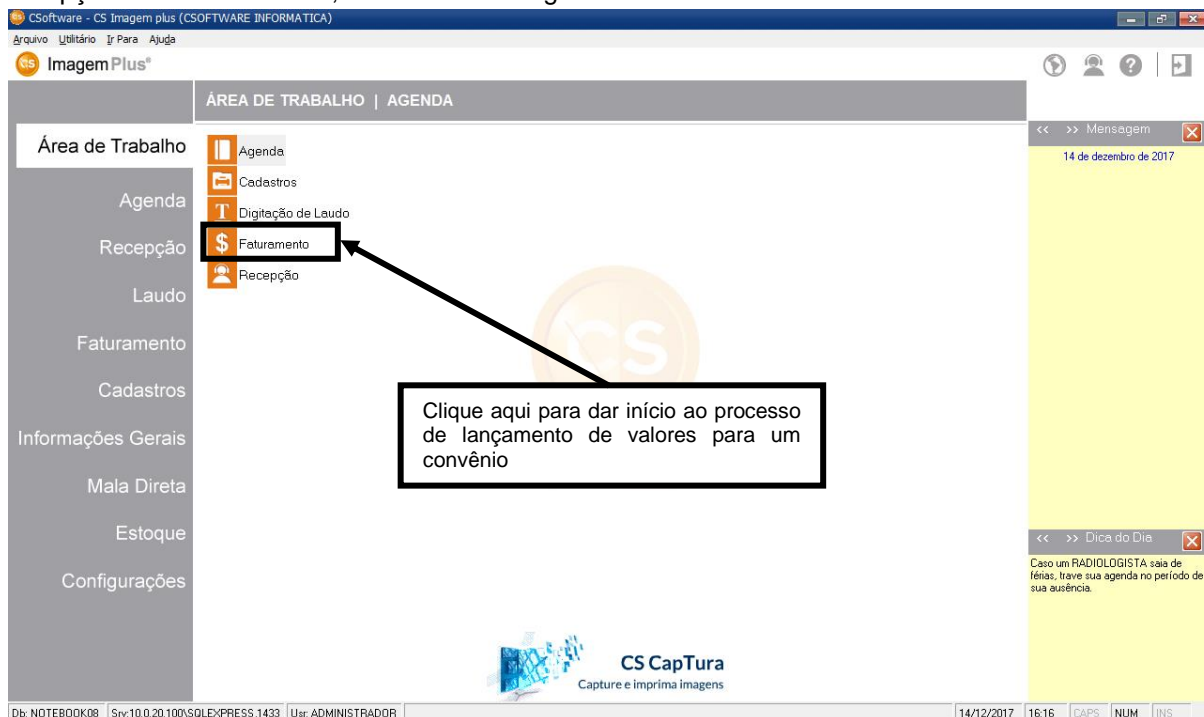 CSoftware - CS Imagem plus (CSOFTWARE INFORMATICA)
Arquivo Utilitário Ir Para Ajuda
CS ImagemPlus®
ÁREA DE TRABALHO | AGENDA
Área de Trabalho
Agenda
Recepção
Laudo
Faturamento
Cadastros
Informações Gerais
Mala Direta
Estoque
Configurações
Agenda
Cadastros
T Digitação de Laudo
$ Faturamento
Recepção
CS
Clique aqui para dar início ao processo
de lançamento de valores para um
convênio
CS CapTura
Capture e imprima imagens
<< >> Mensagem
14 de dezembro de 2017
<< >> Dica do Dia
Caso um RADIOLOGISTA saia de
férias, trave sua agenda no período de
sua ausência.
Db: NOTEBOOK08 Srv:10.0.20.100\SQLEXPRESS,1433 Usr: ADMINISTRADOR 14/12/2017 16:16 CAPS NUM INS